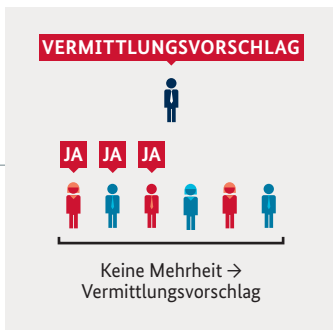 VERMITTLUNGSVORSCHLAG
JA JA JA
Keine Mehrheit →
Vermittlungsvorschlag